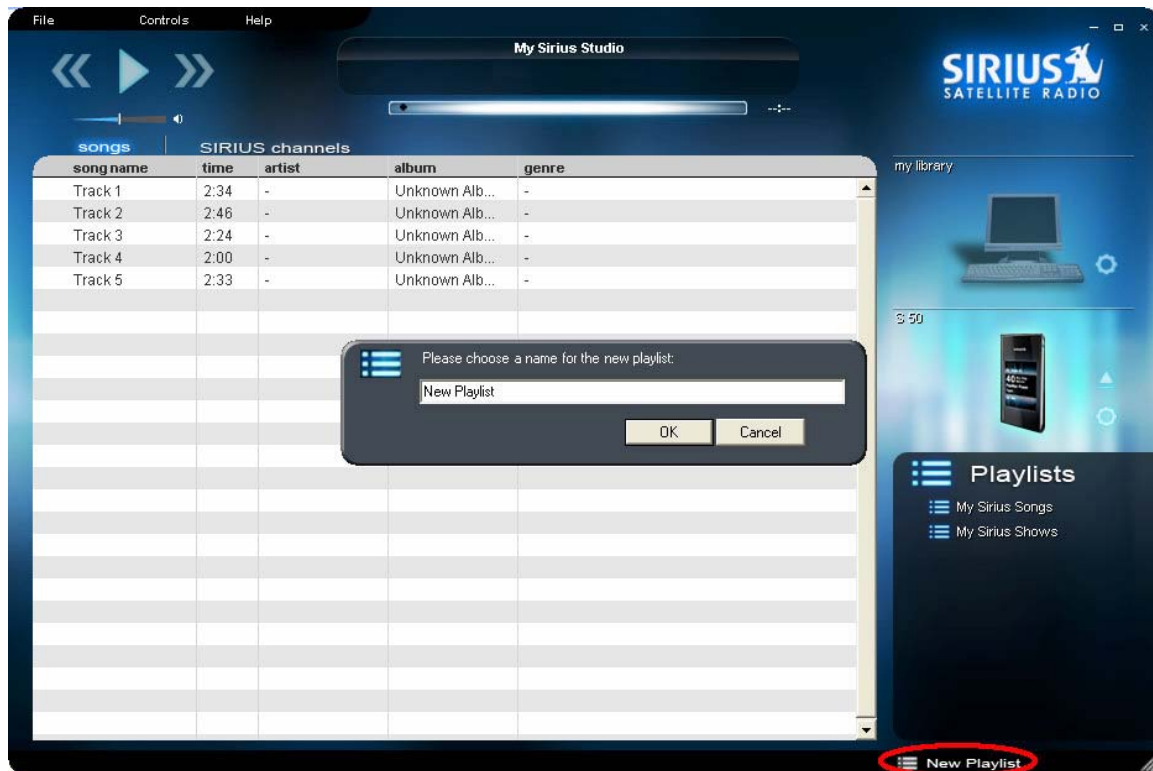 File Controls Help
My Sirius Studio
SIRIUS
SATELLITE RADIO
--:--
songs SIRIUS channels
song name time artist album genre
Track 1 2:34 - Unknown Alb... -
Track 2 2:46 - Unknown Alb... -
Track 3 2:24 - Unknown Alb... -
Track 4 2:00 - Unknown Alb... -
Track 5 2:33 - Unknown Alb... -
Please choose a name for the new playlist:
New Playlist
OK Cancel
my library
S 50
Playlists
My Sirius Songs
My Sirius Shows
New Playlist